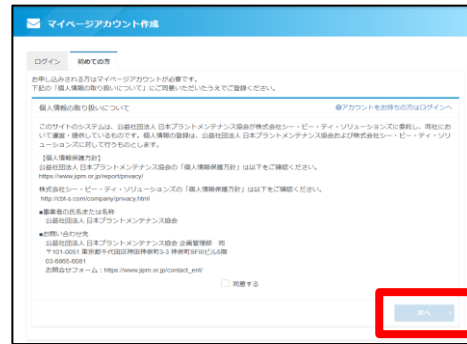 マイページアカウント作成
ログイン
初めての方
お申し込みされる方はマイページアカウントが必要です。
下記の「個人情報の取り扱いについて」にご同意いただいたうえでご登録ください。
個人情報の取り扱いについて
アカウントをお持ちの方はログインへ
このサイトのシステムは、公益社団法人 日本プラントメンテナンス協会が株式会社シー・ビー・ティ・ソリューションズに委託し、両社にお
いて運営・提供しているものです。個人情報の登録は、公益社団法人 日本プラントメンテナンス協会および株式会社シー・ビー・ティ・ソリ
ューションズに対して行うものとします。
【個人情報保護方針】
公益社団法人 日本プラントメンテナンス協会の「個人情報保護方針」は以下をご確認ください。
https://www.jipm.or.jp/report/privacy/
株式会社シー・ビー・ティ・ソリューションズの「個人情報保護方針」は以下をご確認ください。
http://cbt-s.com/company/privacy.html
■事業者の氏名または名称
公益社団法人 日本プラントメンテナンス協会
■お問い合わせ先
公益社団法人 日本プラントメンテナンス協会 企画管理部 宛
〒101-0051 東京都千代田区神田神保町3-3 神保町SFIIIビル5階
03-6865-6081
お問合せフォーム：https://www.jipm.or.jp/contact_ent/
同意する
次へ